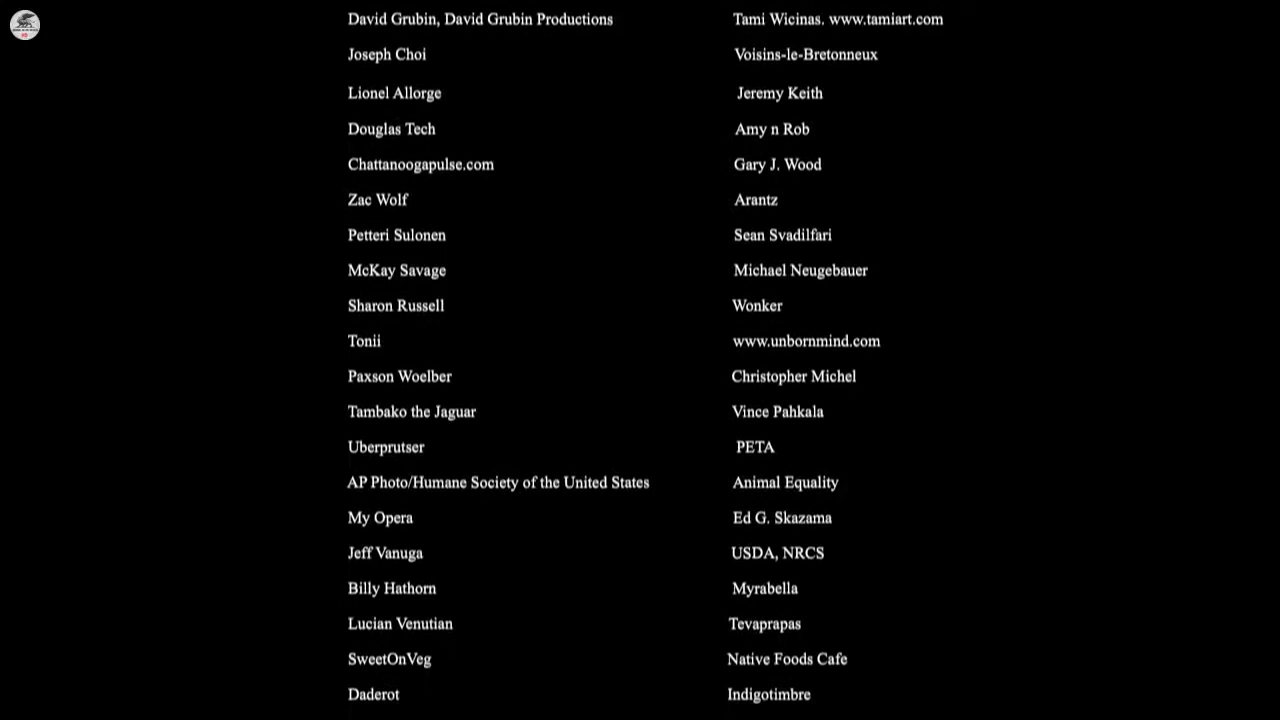 David Grubin, David Grubin Productions Tami Wicinas. www.tamiart.com
Joseph Choi Voisins-le-Bretonneux
Lionel Allorge Jeremy Keith
Douglas Tech Amy n Rob
Chattanoogapulse.com Gary J. Wood
Zac Wolf Arantz
Petteri Sulonen Sean Svadilfari
McKay Savage Michael Neugebauer
Sharon Russell Wonker
Tonii www.unbornmind.com
Paxson Woelber Christopher Michel
Tambako the Jaguar Vince Pahkala
Uberprutser PETA
AP Photo/Humane Society of the United States Animal Equality
My Opera Ed G. Skazama
Jeff Vanuga USDA, NRCS
Billy Hathorn Myrabella
Lucian Venutian Tevaprapas
SweetOnVeg Native Foods Cafe
Daderot Indigotimbre